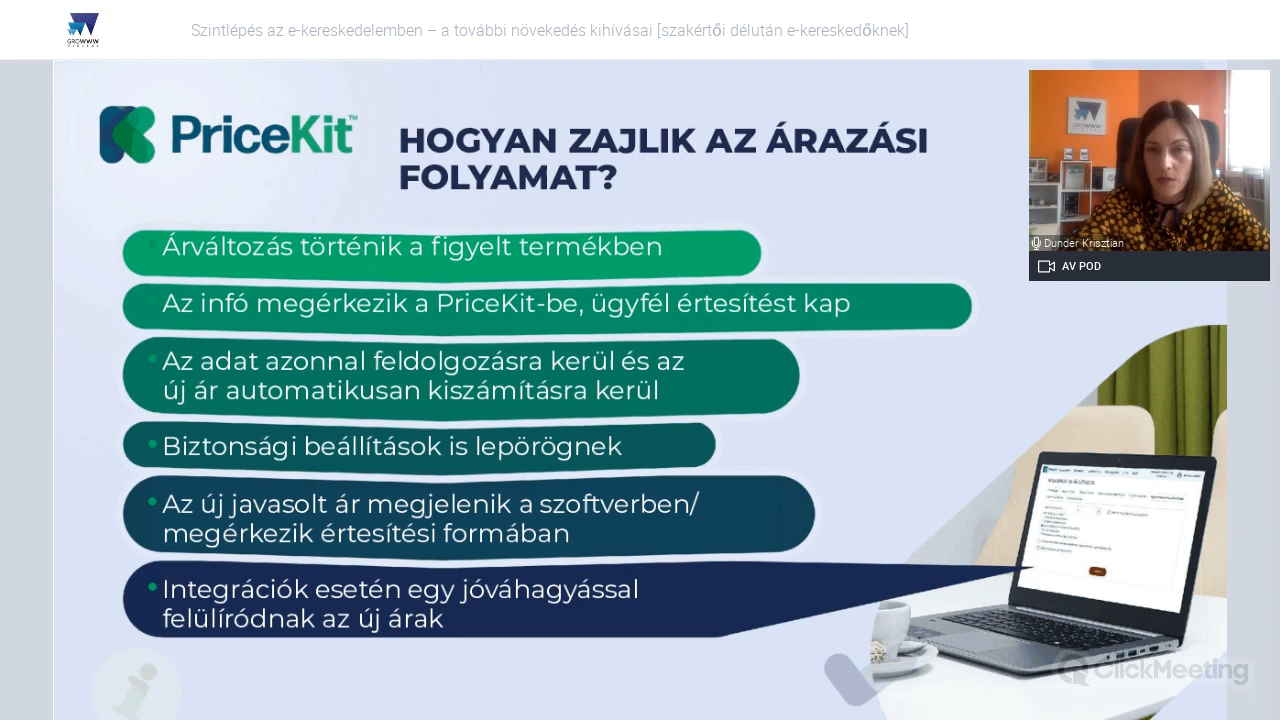 GROWWW
DIGITAL
Szintlépés az e-kereskedelemben – a további növekedés kihívásai [szakértői délután e-kereskedőknek]
PriceKit™
HOGYAN ZAJLIK AZ ÁRAZÁSI
FOLYAMAT?
Árváltozás történik a figyelt termékben
Az infó megérkezik a PriceKit-be, ügyfél értesítést kap
Az adat azonnal feldolgozásra kerül és az
új ár automatikusan kiszámításra kerül
Biztonsági beállítások is lepörögnek
Az új javasolt ár megjelenik a szoftverben/
megérkezik értesítési formában
Integrációk esetén egy jóváhagyással
felülíródnak az új árak
GROWWW
Dunder Krisztián
AV POD
ClickMeeting